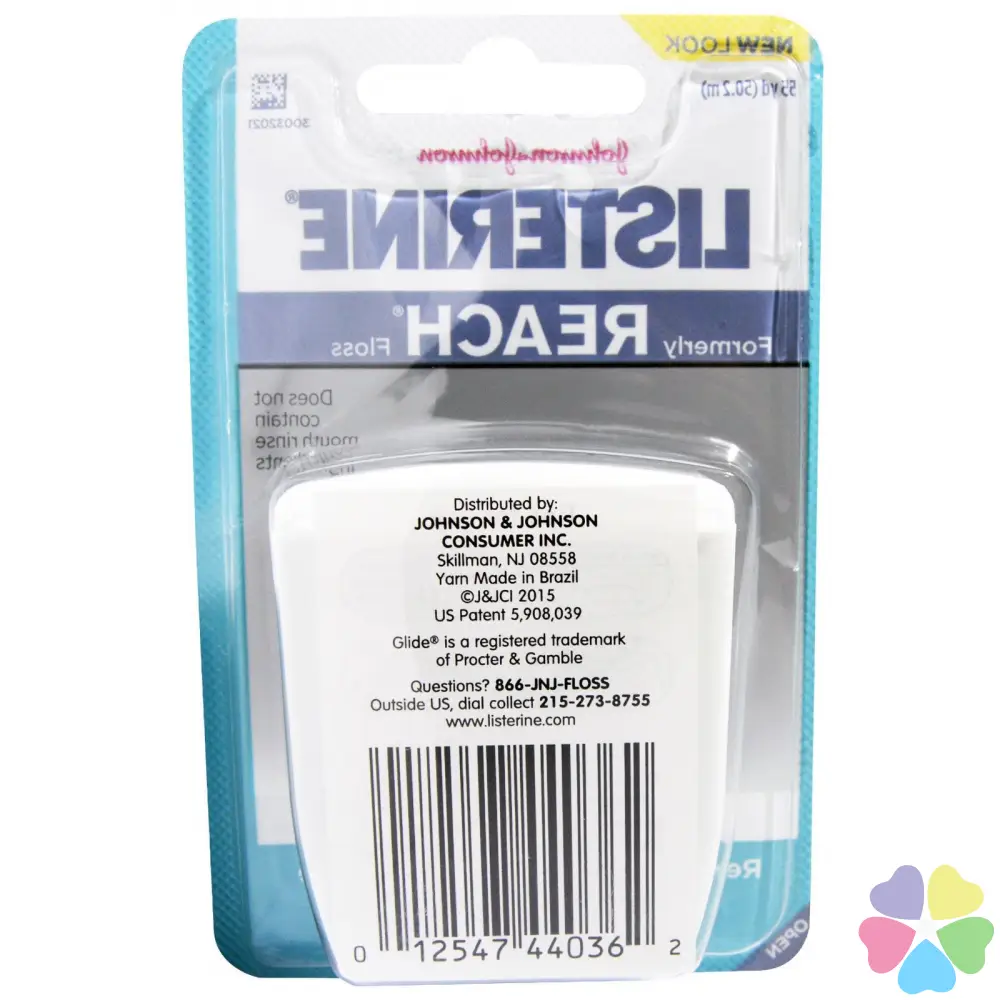 NEW LOOK
55 yd (50.2 m)
30032021
Johnson & Johnson
LISTERINE®
Formerly REACH® Floss
Does not
contain
mouth rinse
Distributed by:
JOHNSON & JOHNSON
CONSUMER INC.
Skillman, NJ 08558
Yarn Made in Brazil
©J&JCI 2015
US Patent 5,908,039
Glide® is a registered trademark
of Procter & Gamble
Questions? 866-JNJ-FLOSS
Outside US, dial collect 215-273-8755
www.listerine.com
0 12547 44036 2
OPEN